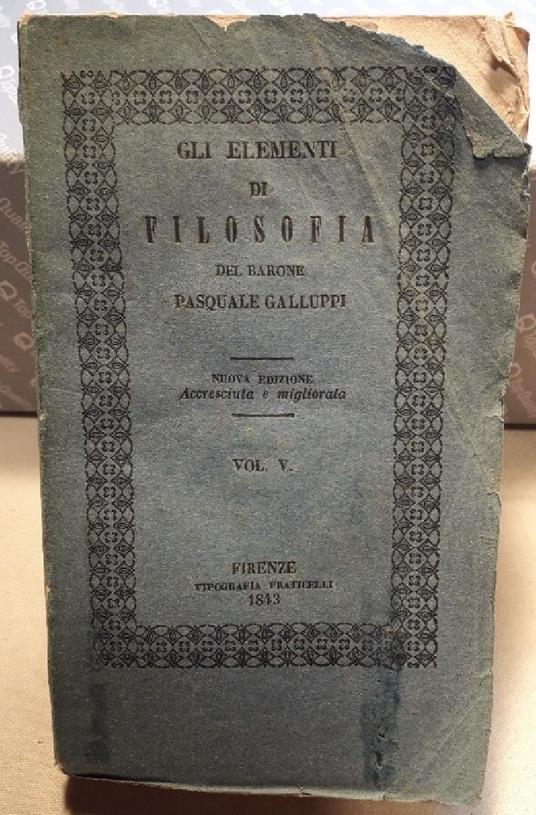 GLI ELEMENTI
DI
FILOSOFIA
DEL BARONE
PASQUALE GALLUPPI
NUOVA EDIZIONE
Accresciuta e migliorata
VOL. V.
FIRENZE
TIPOGRAFIA FRATICELLI
1843